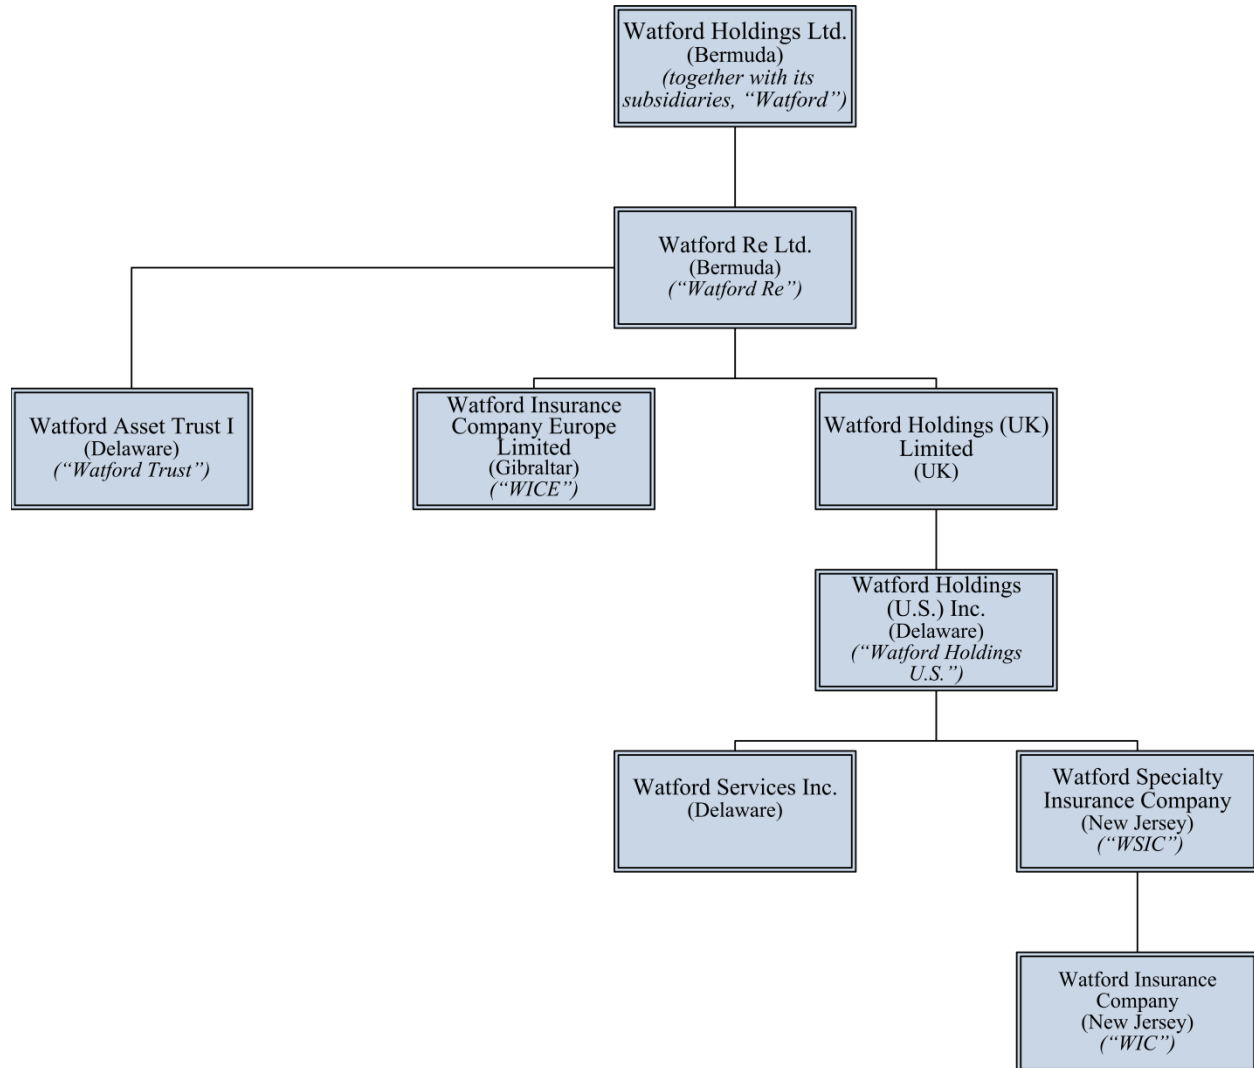 Watford Holdings Ltd.
(Bermuda)
(together with its
subsidiaries, “Watford”)
Watford Re Ltd.
(Bermuda)
(“Watford Re”)
Watford Asset Trust I
(Delaware)
(“Watford Trust”)
Watford Insurance
Company Europe
Limited
(Gibraltar)
(“WICE”)
Watford Holdings (UK)
Limited
(UK)
Watford Holdings
(U.S.) Inc.
(Delaware)
(“Watford Holdings
U.S.”)
Watford Services Inc.
(Delaware)
Watford Specialty
Insurance Company
(New Jersey)
(“WSIC”)
Watford Insurance
Company
(New Jersey)
(“WIC”)